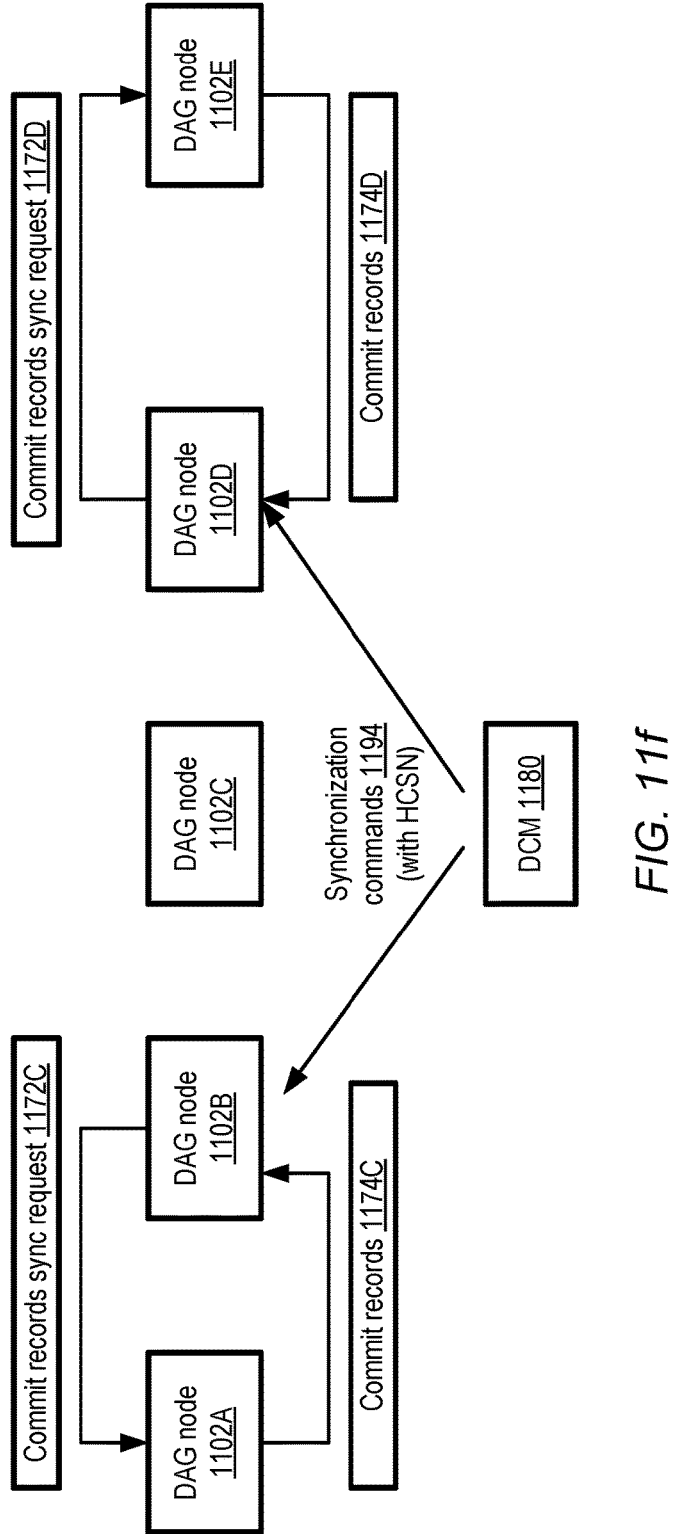 Commit records sync request 1172C
Commit records sync request 1172D
DAG node
1102A
DAG node
1102B
DAG node
1102C
DAG node
1102D
DAG node
1102E
Commit records 1174C
Synchronization
commands 1194
(with HCSN)
Commit records 1174D
DCM 1180
FIG. 11f